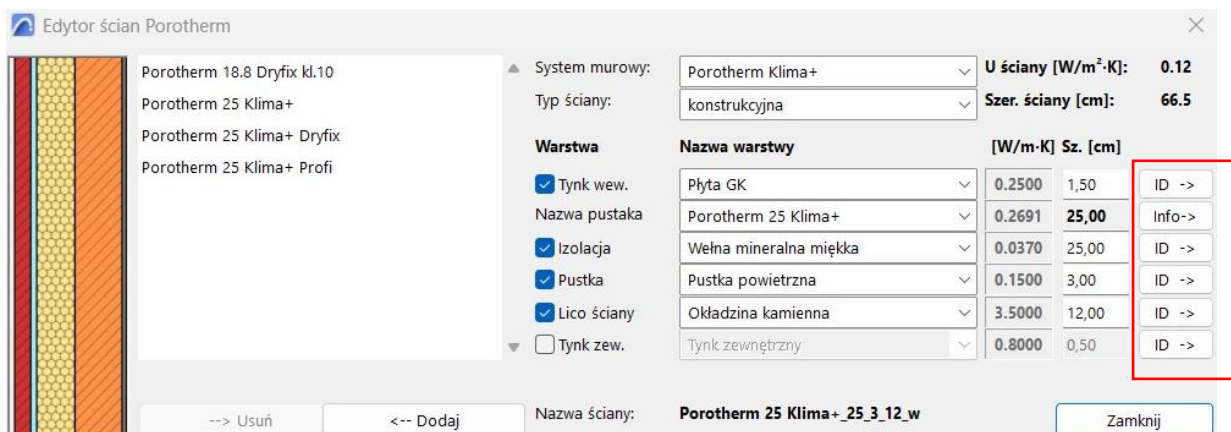 Edytor ścian Porotherm
Porotherm 18.8 Dryfix kl.10
Porotherm 25 Klima+
Porotherm 25 Klima+ Dryfix
Porotherm 25 Klima+ Profi
System murowy: Porotherm Klima+ U ściany [W/m²·K]: 0.12
Typ ściany: konstrukcyjna Szer. ściany [cm]: 66.5
Warstwa Nazwa warstwy [W/m·K] Sz. [cm]
Tynk wew. Płyta GK 0.2500 1,50 ID ->
Nazwa pustaka Porotherm 25 Klima+ 0.2691 25,00 Info->
Izolacja Wełna mineralna miękka 0.0370 25,00 ID ->
Pustka Pustka powietrzna 0.1500 3,00 ID ->
Lico ściany Okładzina kamienna 3.5000 12,00 ID ->
Tynk zew. Tynk zewnętrzny 0.8000 0,50 ID ->
--> Usuń <-- Dodaj Nazwa ściany: Porotherm 25 Klima+_25_3_12_w Zamknij